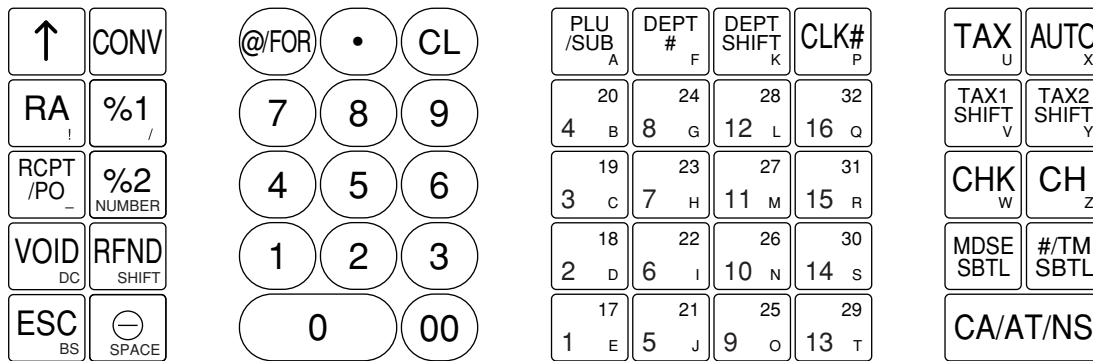 ↑ CONV @/FOR • CL PLU /SUB A DEPT # F DEPT SHIFT K CLK# P TAX U AUTO X
RA ! %1 / 7 8 9 20 4 B 24 8 G 28 12 L 32 16 Q TAX1 SHIFT V TAX2 SHIFT Y
RCPT /PO _ %2 NUMBER 4 5 6 19 3 C 23 7 H 27 11 M 31 15 R CHK W CH Z
VOID DC RFND SHIFT 1 2 3 18 2 D 22 6 I 26 10 N 30 14 S MDSE SBTL #/TM SBTL
ESC BS ⊖ SPACE 0 00 17 1 E 21 5 J 25 9 O 29 13 T CA/AT/NS